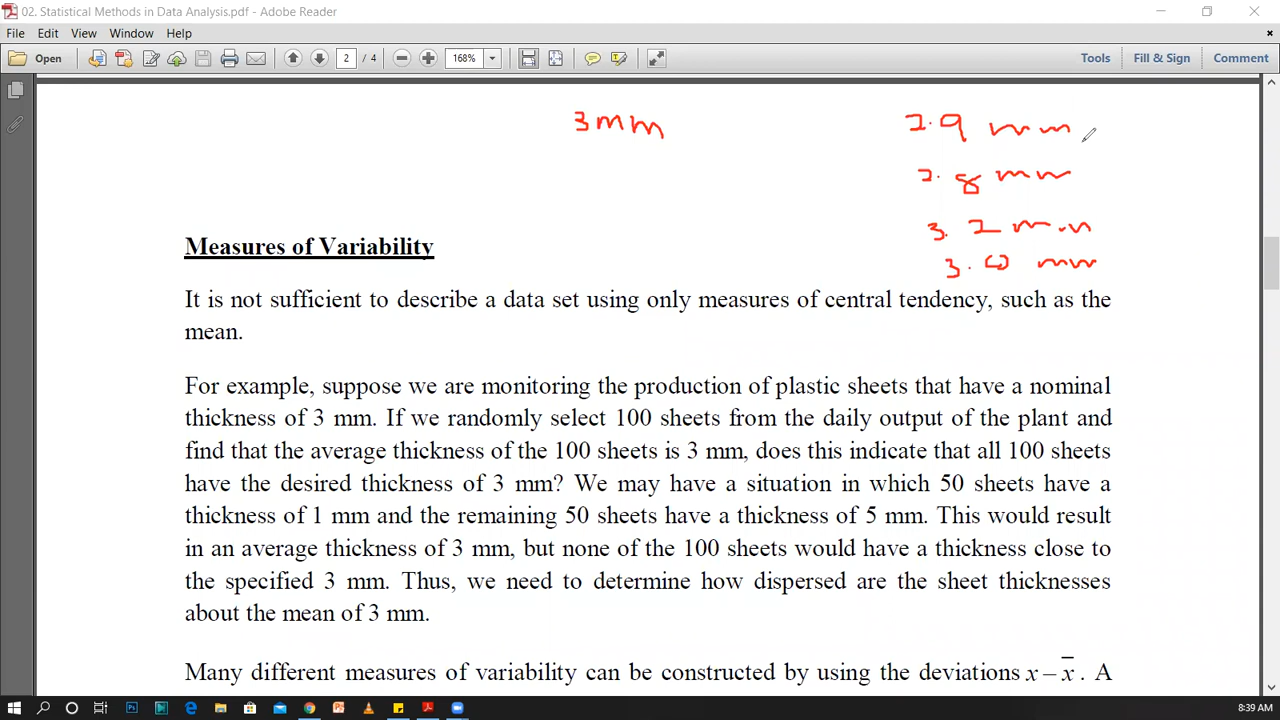 02. Statistical Methods in Data Analysis.pdf - Adobe Reader
File Edit View Window Help
Open 2 / 4 168% Tools Fill & Sign Comment
3mm
2.9 mm
2.8 mm
3.2 mm
3.0 mm
Measures of Variability
It is not sufficient to describe a data set using only measures of central tendency, such as the
mean.
For example, suppose we are monitoring the production of plastic sheets that have a nominal
thickness of 3 mm. If we randomly select 100 sheets from the daily output of the plant and
find that the average thickness of the 100 sheets is 3 mm, does this indicate that all 100 sheets
have the desired thickness of 3 mm? We may have a situation in which 50 sheets have a
thickness of 1 mm and the remaining 50 sheets have a thickness of 5 mm. This would result
in an average thickness of 3 mm, but none of the 100 sheets would have a thickness close to
the specified 3 mm. Thus, we need to determine how dispersed are the sheet thicknesses
about the mean of 3 mm.
Many different measures of variability can be constructed by using the deviations x – x̄ . A
8:39 AM